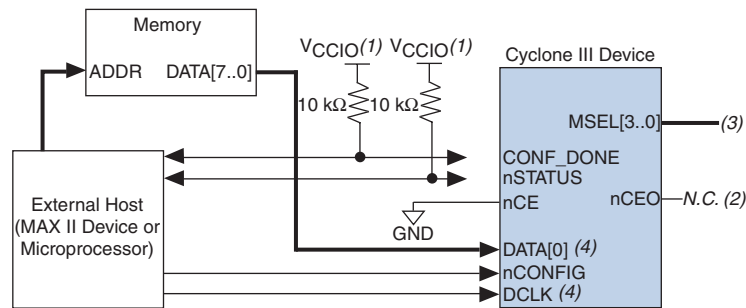 Memory
ADDR DATA[7..0]
VCCIO(1) VCCIO(1)
10 kΩ 10 kΩ
Cyclone III Device
MSEL[3..0] (3)
CONF_DONE
nSTATUS
nCE nCEO N.C. (2)
GND
External Host
(MAX II Device or
Microprocessor)
DATA[0] (4)
nCONFIG
DCLK (4)